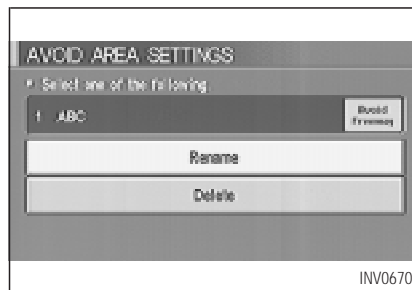 AVOID AREA SETTINGS
Select one of the following
1 ABC
Avoid
freeway
Rename
Delete
INV0670